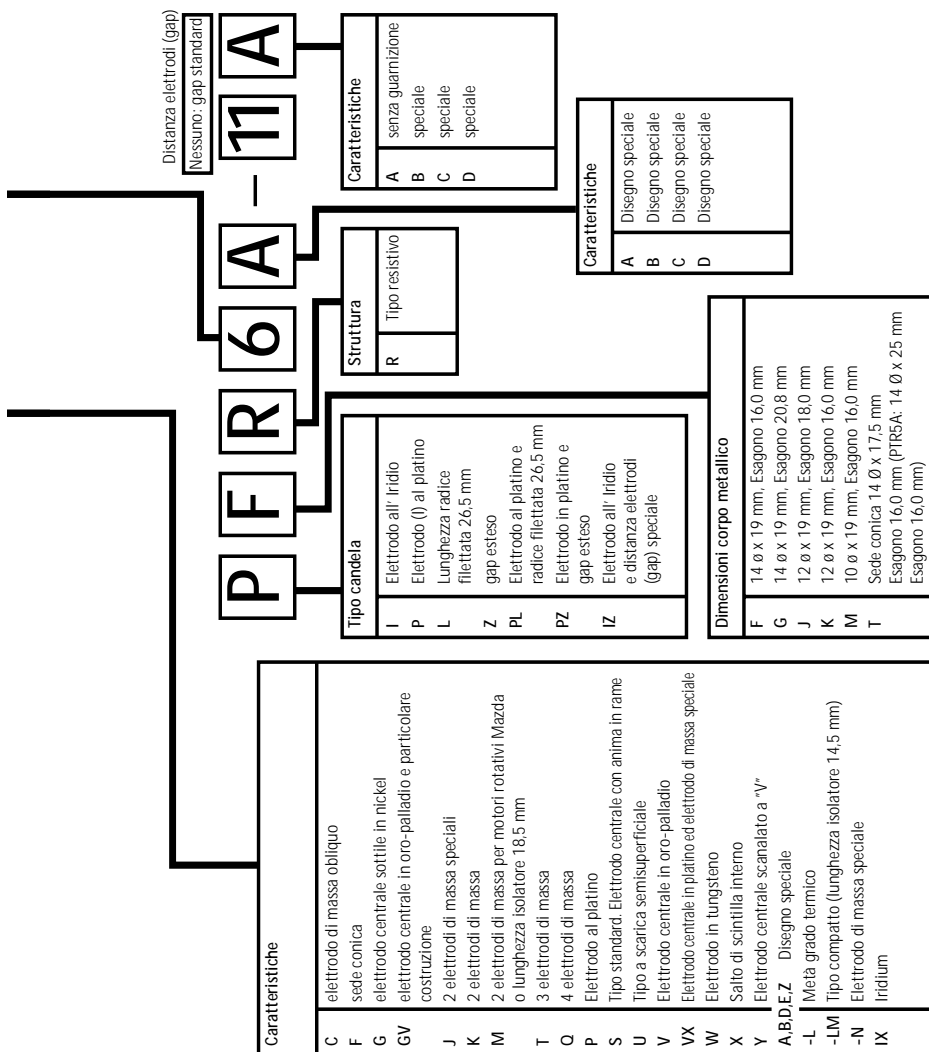 Distanza elettrodi (gap)
Nessuno: gap standard
P F R 6 A – 11 A
Caratteristiche
C elettrodo di massa obliquo
F sede conica
G elettrodo centrale sottile in nickel
GV elettrodo centrale in oro-palladio e particolare
costruzione
J 2 elettrodi di massa speciali
K 2 elettrodi di massa
M 2 elettrodi di massa per motori rotativi Mazda
o lunghezza isolatore 18,5 mm
T 3 elettrodi di massa
Q 4 elettrodi di massa
P Elettrodo al platino
S Tipo standard. Elettrodo centrale con anima in rame
U Tipo a scarica semisuperficiale
V Elettrodo centrale in oro-palladio
VX Elettrodo centrale in platino ed elettrodo di massa speciale
W Elettrodo in tungsteno
X Salto di scintilla interno
Y Elettrodo centrale scanalato a "V"
A,B,D,E,Z Disegno speciale
-L Metà grado termico
-LM Tipo compatto (lunghezza isolatore 14,5 mm)
-N Elettrodo di massa speciale
IX Iridium
Tipo candela
I Elettrodo all' Iridio
P Elettrodo (I) al platino
L Lunghezza radice
filettata 26,5 mm
Z gap esteso
PL Elettrodo al platino e
radice filettata 26,5 mm
PZ Elettrodo in platino e
gap esteso
IZ Elettrodo all' Iridio
e distanza elettrodi
(gap) speciale
Dimensioni corpo metallico
F 14 ø x 19 mm, Esagono 16,0 mm
G 14 ø x 19 mm, Esagono 20,8 mm
J 12 ø x 19 mm, Esagono 18,0 mm
K 12 ø x 19 mm, Esagono 16,0 mm
M 10 ø x 19 mm, Esagono 16,0 mm
T Sede conica 14 Ø x 17,5 mm
Esagono 16,0 mm (PTR5A: 14 Ø x 25 mm
Esagono 16,0 mm)
Struttura
R Tipo resistivo
Caratteristiche
A Disegno speciale
B Disegno speciale
C Disegno speciale
D Disegno speciale
Caratteristiche
A senza guarnizione
B speciale
C speciale
D speciale